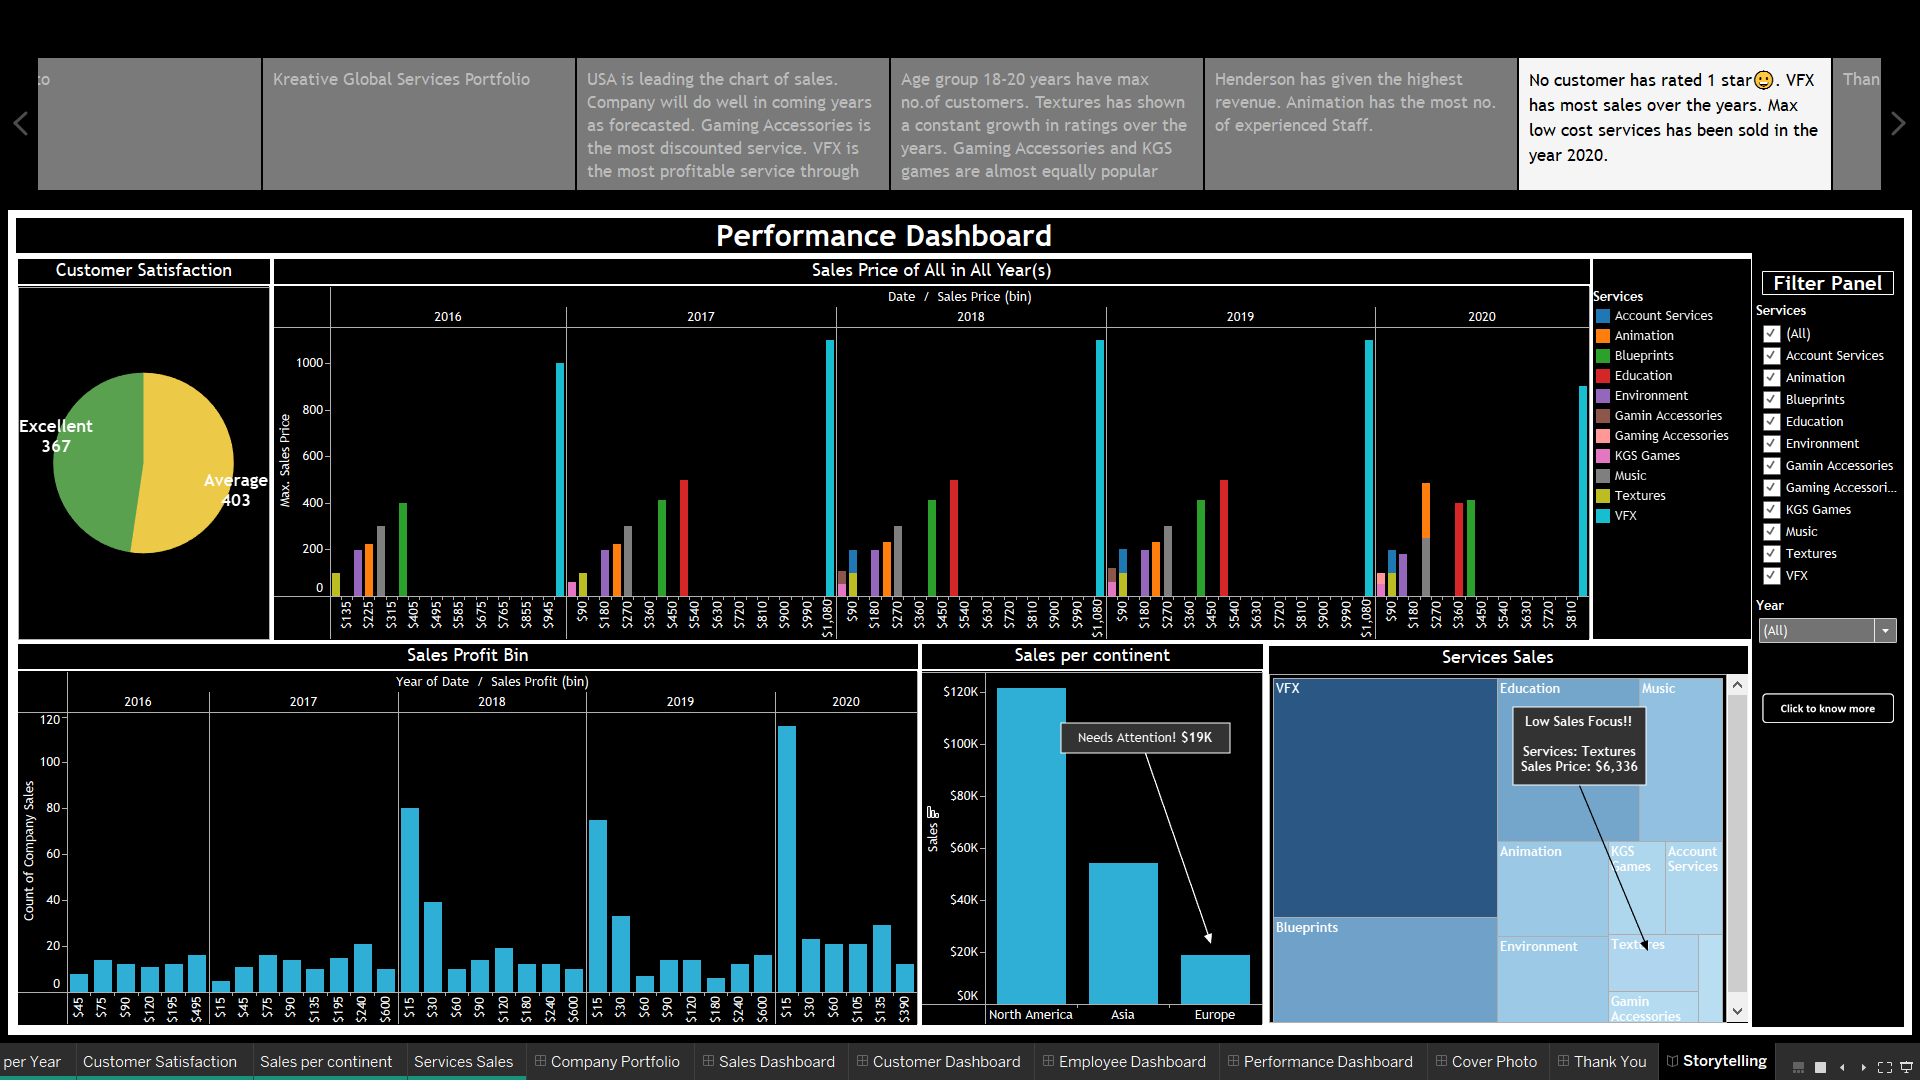 to
Kreative Global Services Portfolio
USA is leading the chart of sales.
Company will do well in coming years
as forecasted. Gaming Accessories is
the most discounted service. VFX is
the most profitable service through
Age group 18-20 years have max
no.of customers. Textures has shown
a constant growth in ratings over the
years. Gaming Accessories and KGS
games are almost equally popular
Henderson has given the highest
revenue. Animation has the most no.
of experienced Staff.
No customer has rated 1 star😀. VFX
has most sales over the years. Max
low cost services has been sold in the
year 2020.
Than
Performance Dashboard
Customer Satisfaction
Excellent
367
Average
403
Sales Price of All in All Year(s)
Date / Sales Price (bin)
2016 2017 2018 2019 2020
Max. Sales Price
1000
800
600
400
200
0
$135 $225 $315 $405 $495 $585 $675 $765 $855 $945
$90 $180 $270 $360 $450 $540 $630 $720 $810 $900 $990 $1,080
$90 $180 $270 $360 $450 $540 $630 $720 $810 $900 $990 $1,080
$90 $180 $270 $360 $450 $540 $630 $720 $810 $900 $990 $1,080
$90 $180 $270 $360 $450 $540 $630 $720 $810
Services
Account Services
Animation
Blueprints
Education
Environment
Gamin Accessories
Gaming Accessories
KGS Games
Music
Textures
VFX
Filter Panel
Services
(All)
Account Services
Animation
Blueprints
Education
Environment
Gamin Accessories
Gaming Accessori...
KGS Games
Music
Textures
VFX
Year
(All)
Click to know more
Sales Profit Bin
Year of Date / Sales Profit (bin)
2016 2017 2018 2019 2020
Count of Company Sales
120
100
80
60
40
20
0
$45 $75 $90 $120 $195 $495
$15 $45 $75 $90 $135 $195 $240 $600
$15 $30 $60 $90 $120 $180 $240 $600
$15 $30 $60 $90 $120 $180 $240 $600
$15 $30 $60 $105 $135 $390
Sales per continent
Sales
$120K
$100K
$80K
$60K
$40K
$20K
$0K
Needs Attention! $19K
North America Asia Europe
Services Sales
VFX
Education
Music
Low Sales Focus!!
Services: Textures
Sales Price: $6,336
Animation
KGS
Games
Account
Services
Blueprints
Environment
Textures
Gamin
Accessories
per Year
Customer Satisfaction
Sales per continent
Services Sales
Company Portfolio
Sales Dashboard
Customer Dashboard
Employee Dashboard
Performance Dashboard
Cover Photo
Thank You
Storytelling